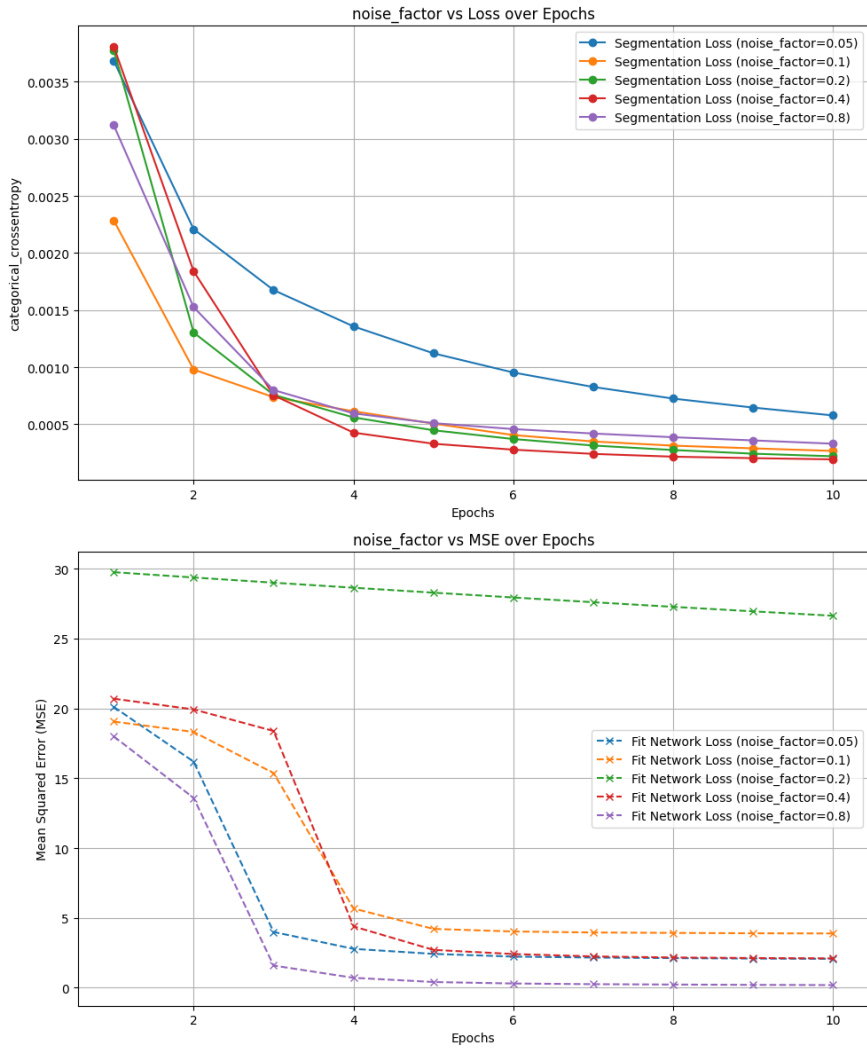 noise_factor vs Loss over Epochs
Segmentation Loss (noise_factor=0.05)
Segmentation Loss (noise_factor=0.1)
Segmentation Loss (noise_factor=0.2)
Segmentation Loss (noise_factor=0.4)
Segmentation Loss (noise_factor=0.8)
categorical_crossentropy
0.0035
0.0030
0.0025
0.0020
0.0015
0.0010
0.0005
2 4 6 8 10
Epochs
noise_factor vs MSE over Epochs
Mean Squared Error (MSE)
30
25
20
15
10
5
0
Fit Network Loss (noise_factor=0.05)
Fit Network Loss (noise_factor=0.1)
Fit Network Loss (noise_factor=0.2)
Fit Network Loss (noise_factor=0.4)
Fit Network Loss (noise_factor=0.8)
2 4 6 8 10
Epochs